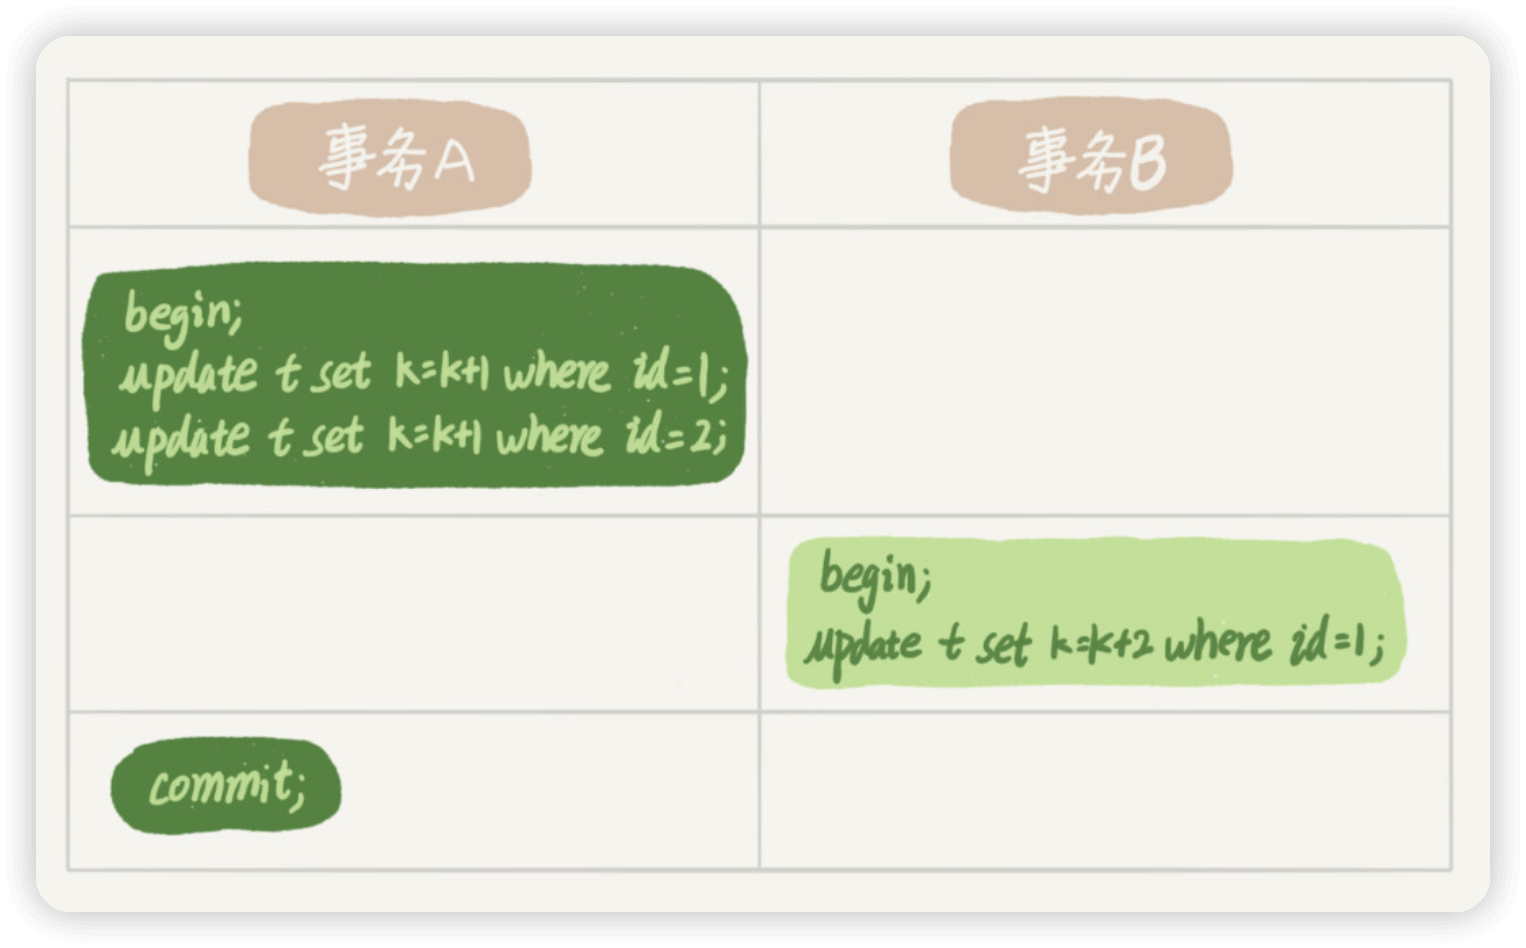 事务A
事务B
begin;
update t set k=k+1 where id=1;
update t set k=k+1 where id=2;
begin;
update t set k=k+2 where id=1;
commit;